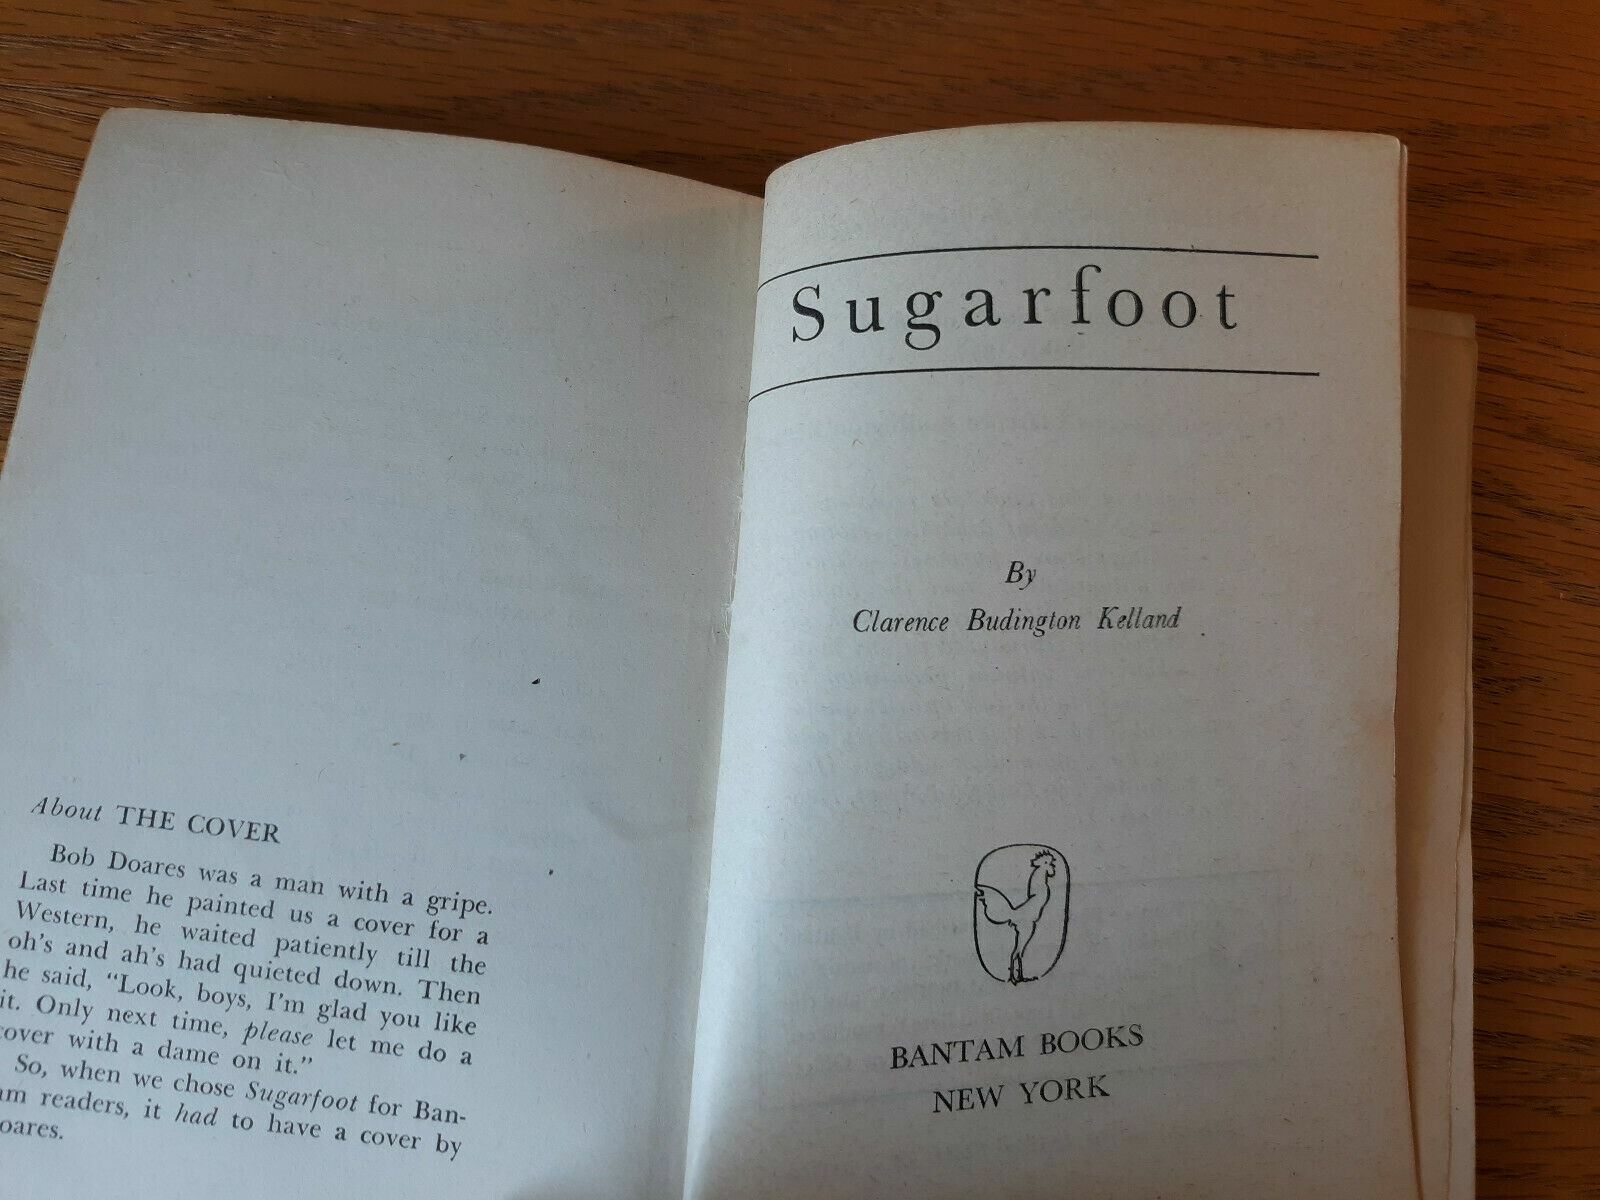 About THE COVER
Bob Doares was a man with a gripe.
Last time he painted us a cover for a
Western, he waited patiently till the
oh's and ah's had quieted down. Then
he said, "Look, boys, I'm glad you like
it. Only next time, please let me do a
cover with a dame on it."
So, when we chose Sugarfoot for Ban-
am readers, it had to have a cover by
oares.
Sugarfoot
By
Clarence Budington Kelland
BANTAM BOOKS
NEW YORK